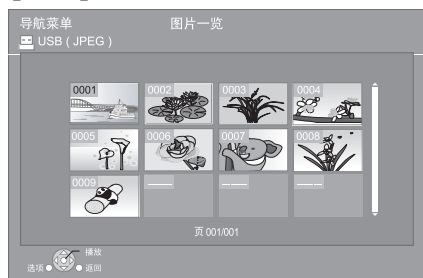 导航菜单 图片一览
USB ( JPEG )
0001 0002 0003 0004
0005 0006 0007 0008
0009 ---- ---- ----
页 001/001
播放
选项 返回